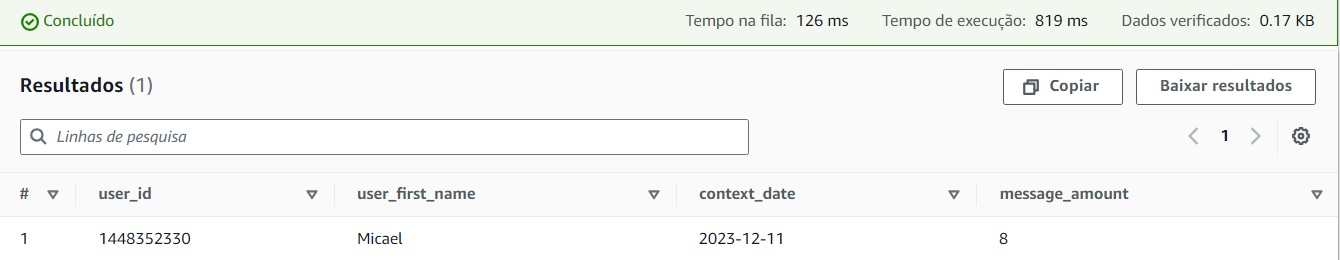 Concluído Tempo na fila: 126 ms Tempo de execução: 819 ms Dados verificados: 0.17 KB
Resultados (1) Copiar Baixar resultados
Linhas de pesquisa 1
# user_id user_first_name context_date message_amount
1 1448352330 Micael 2023-12-11 8